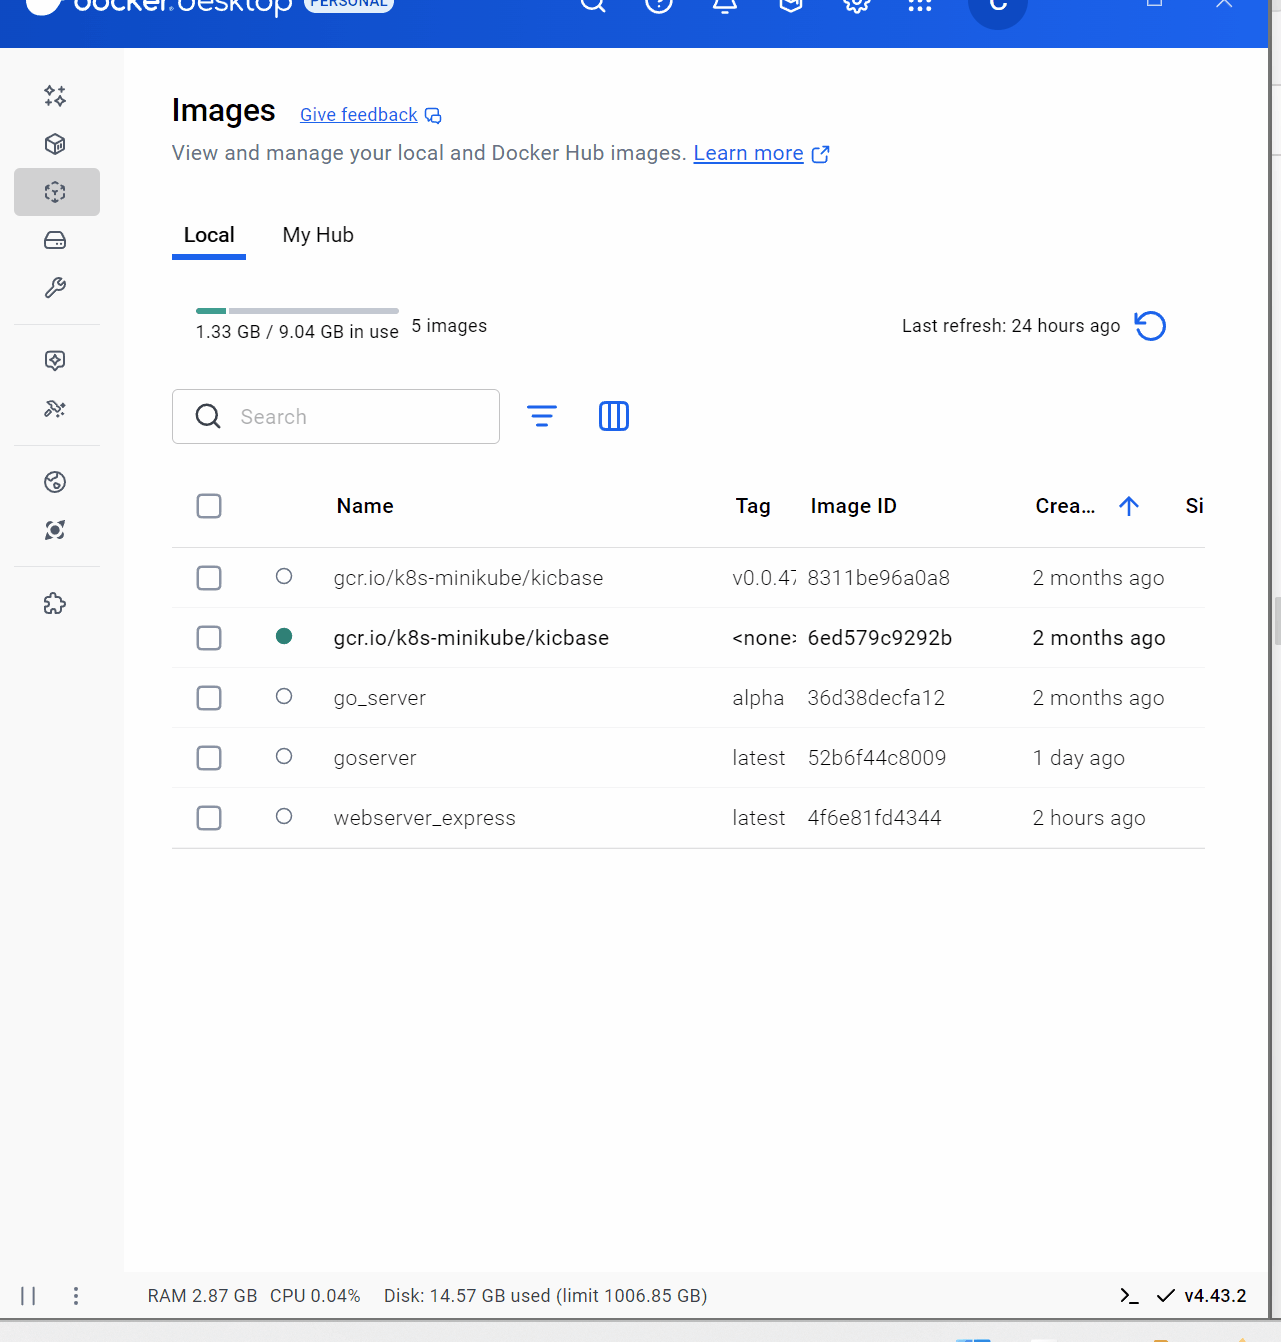 docker.desktop PERSONAL
C
Images Give feedback
View and manage your local and Docker Hub images. Learn more
Local My Hub
1.33 GB / 9.04 GB in use 5 images Last refresh: 24 hours ago
Search
Name Tag Image ID Crea... Si
gcr.io/k8s-minikube/kicbase v0.0.47 8311be96a0a8 2 months ago
gcr.io/k8s-minikube/kicbase <none> 6ed579c9292b 2 months ago
go_server alpha 36d38decfa12 2 months ago
goserver latest 52b6f44c8009 1 day ago
webserver_express latest 4f6e81fd4344 2 hours ago
RAM 2.87 GB CPU 0.04% Disk: 14.57 GB used (limit 1006.85 GB) >_ v4.43.2